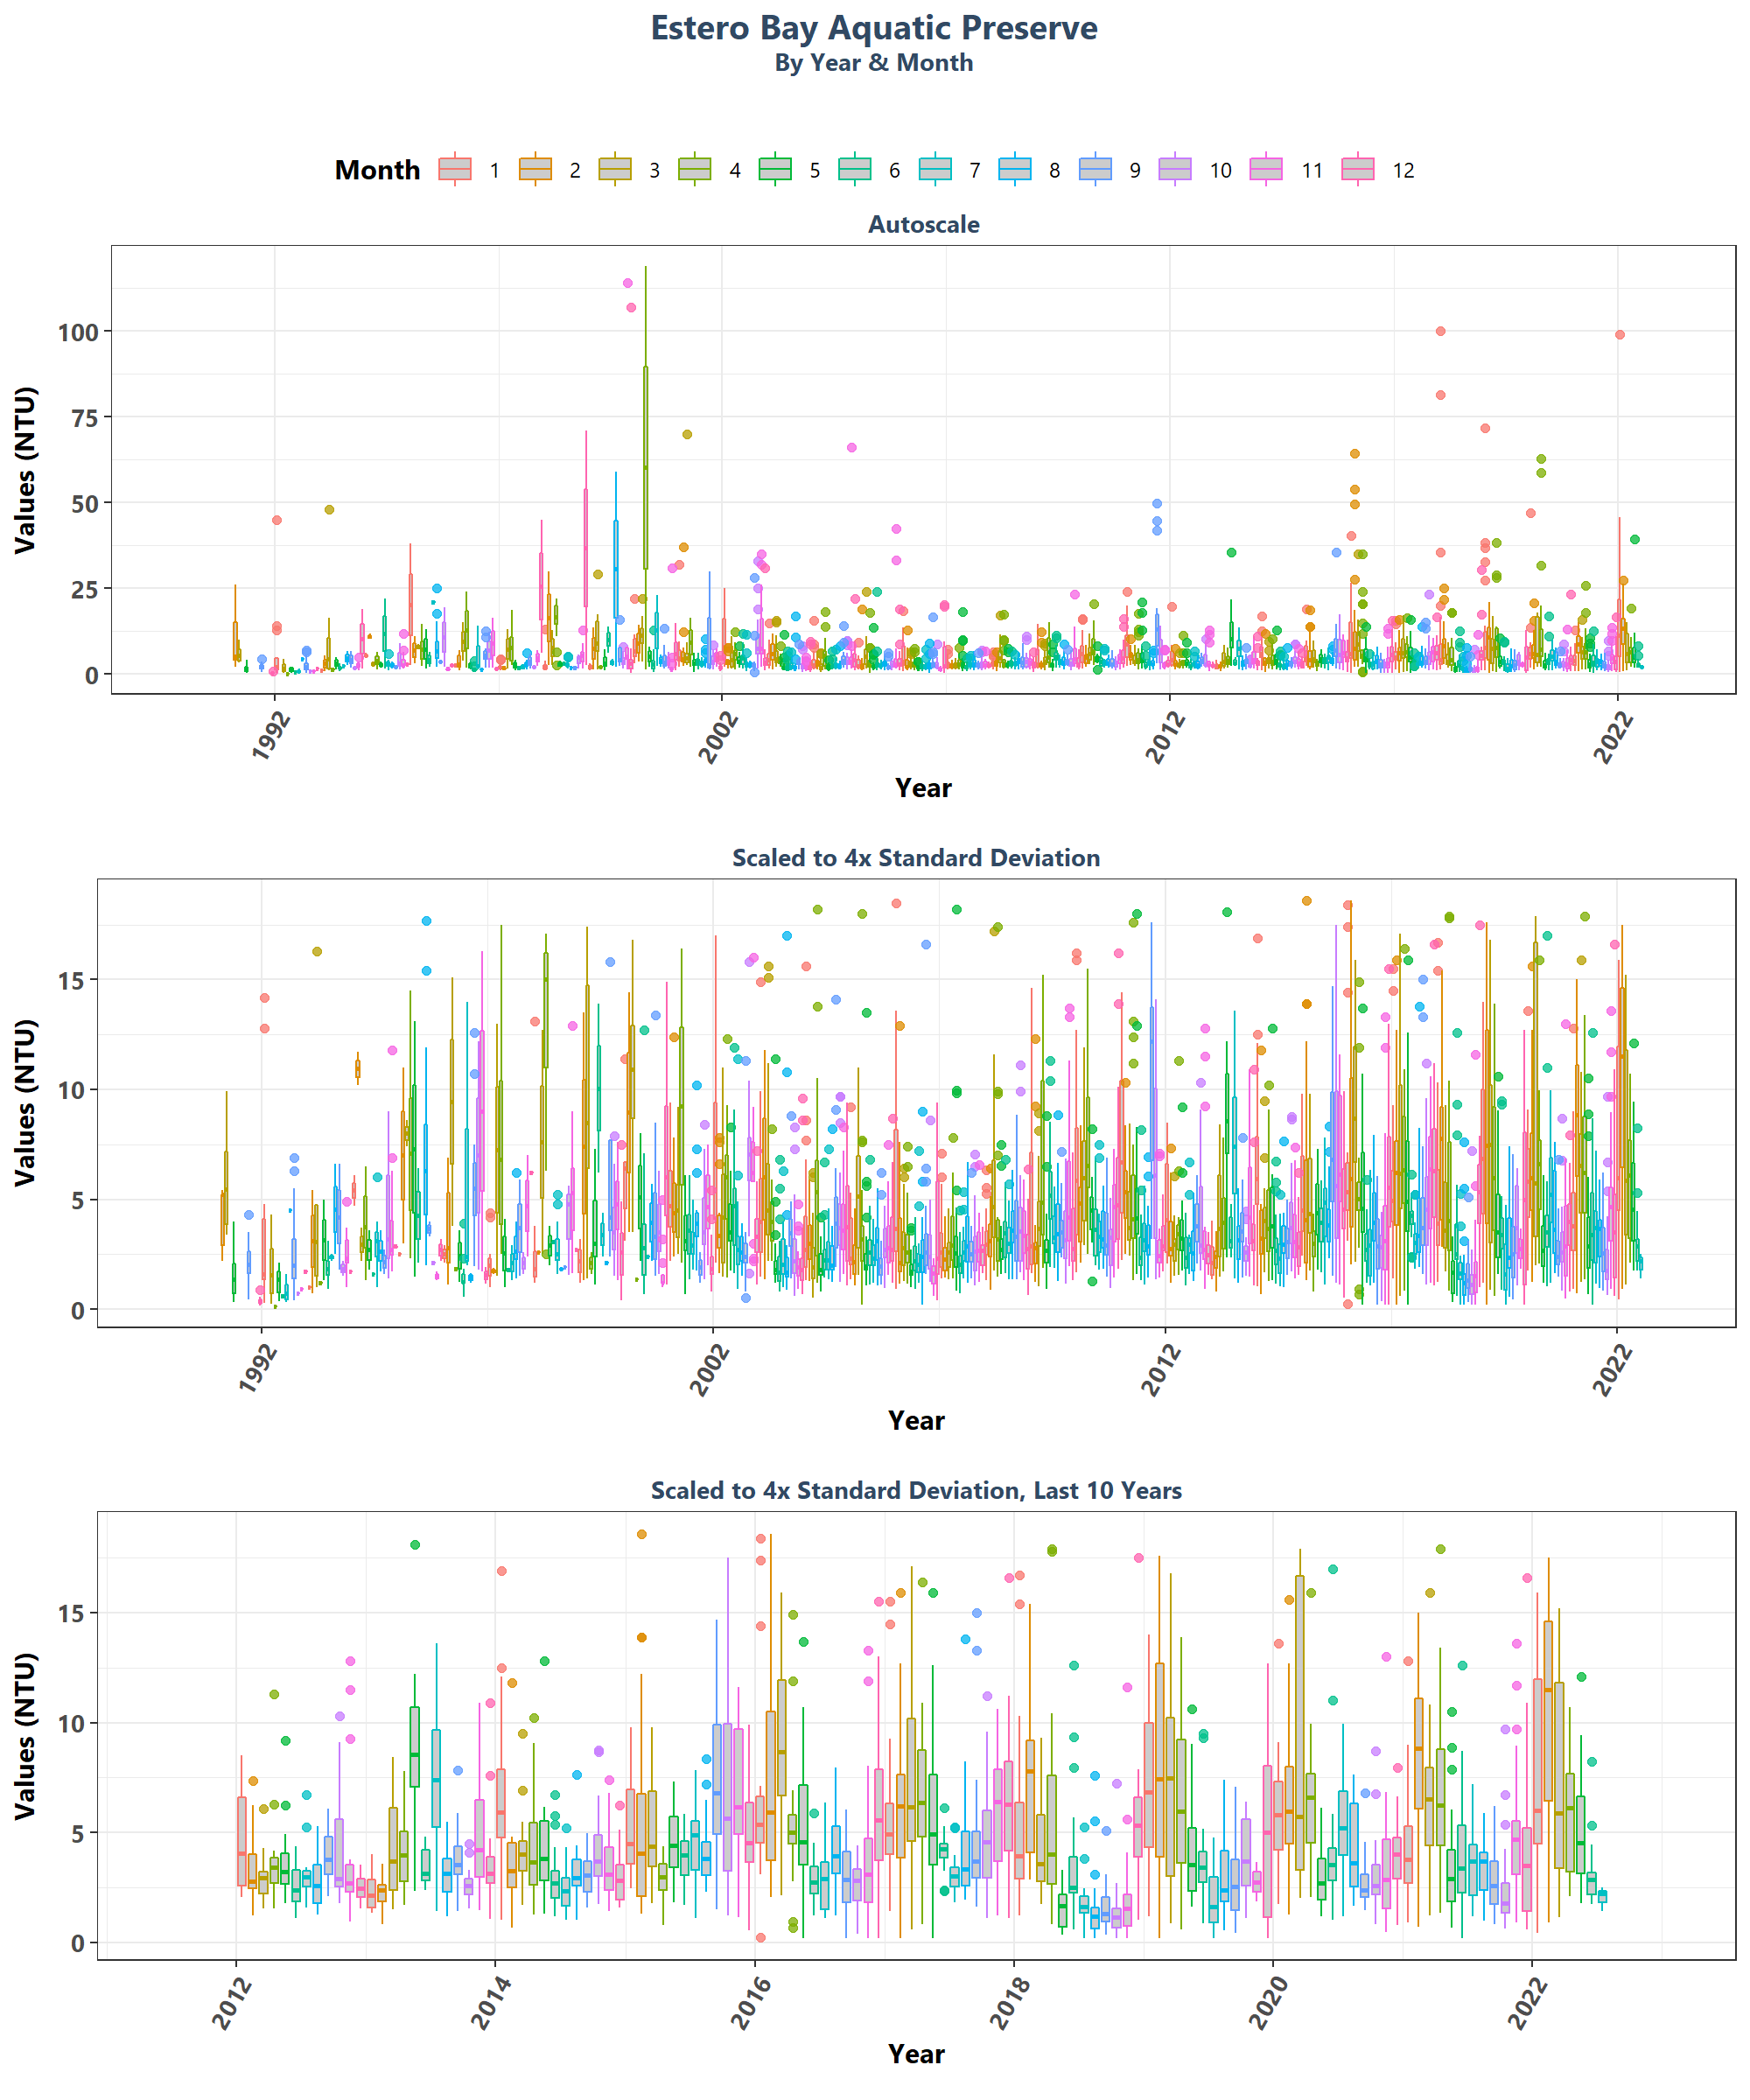 Estero Bay Aquatic Preserve
By Year & Month
Month 1 2 3 4 5 6 7 8 9 10 11 12
Autoscale
Values (NTU)
100
75
50
25
0
1992 2002 2012 2022
Year
Scaled to 4x Standard Deviation
Values (NTU)
15
10
5
0
1992 2002 2012 2022
Year
Scaled to 4x Standard Deviation, Last 10 Years
Values (NTU)
15
10
5
0
2012 2014 2016 2018 2020 2022
Year